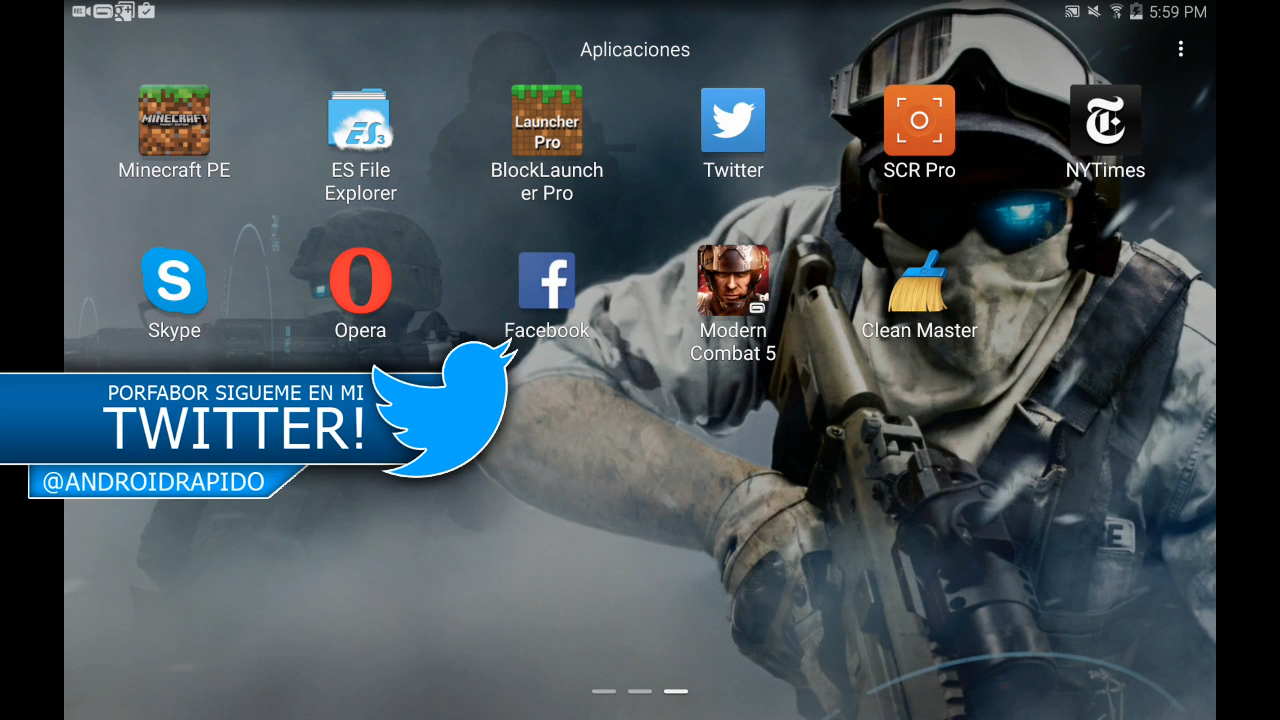 5:59 PM
Aplicaciones
MINECRAFT
ES3
Launcher
Pro
Minecraft PE
ES File
Explorer
BlockLaunch
er Pro
Twitter
SCR Pro
NYTimes
S
O
f
Skype
Opera
Facebook
Modern
Combat 5
Clean Master
PORFABOR SIGUEME EN MI
TWITTER!
@ANDROIDRAPIDO